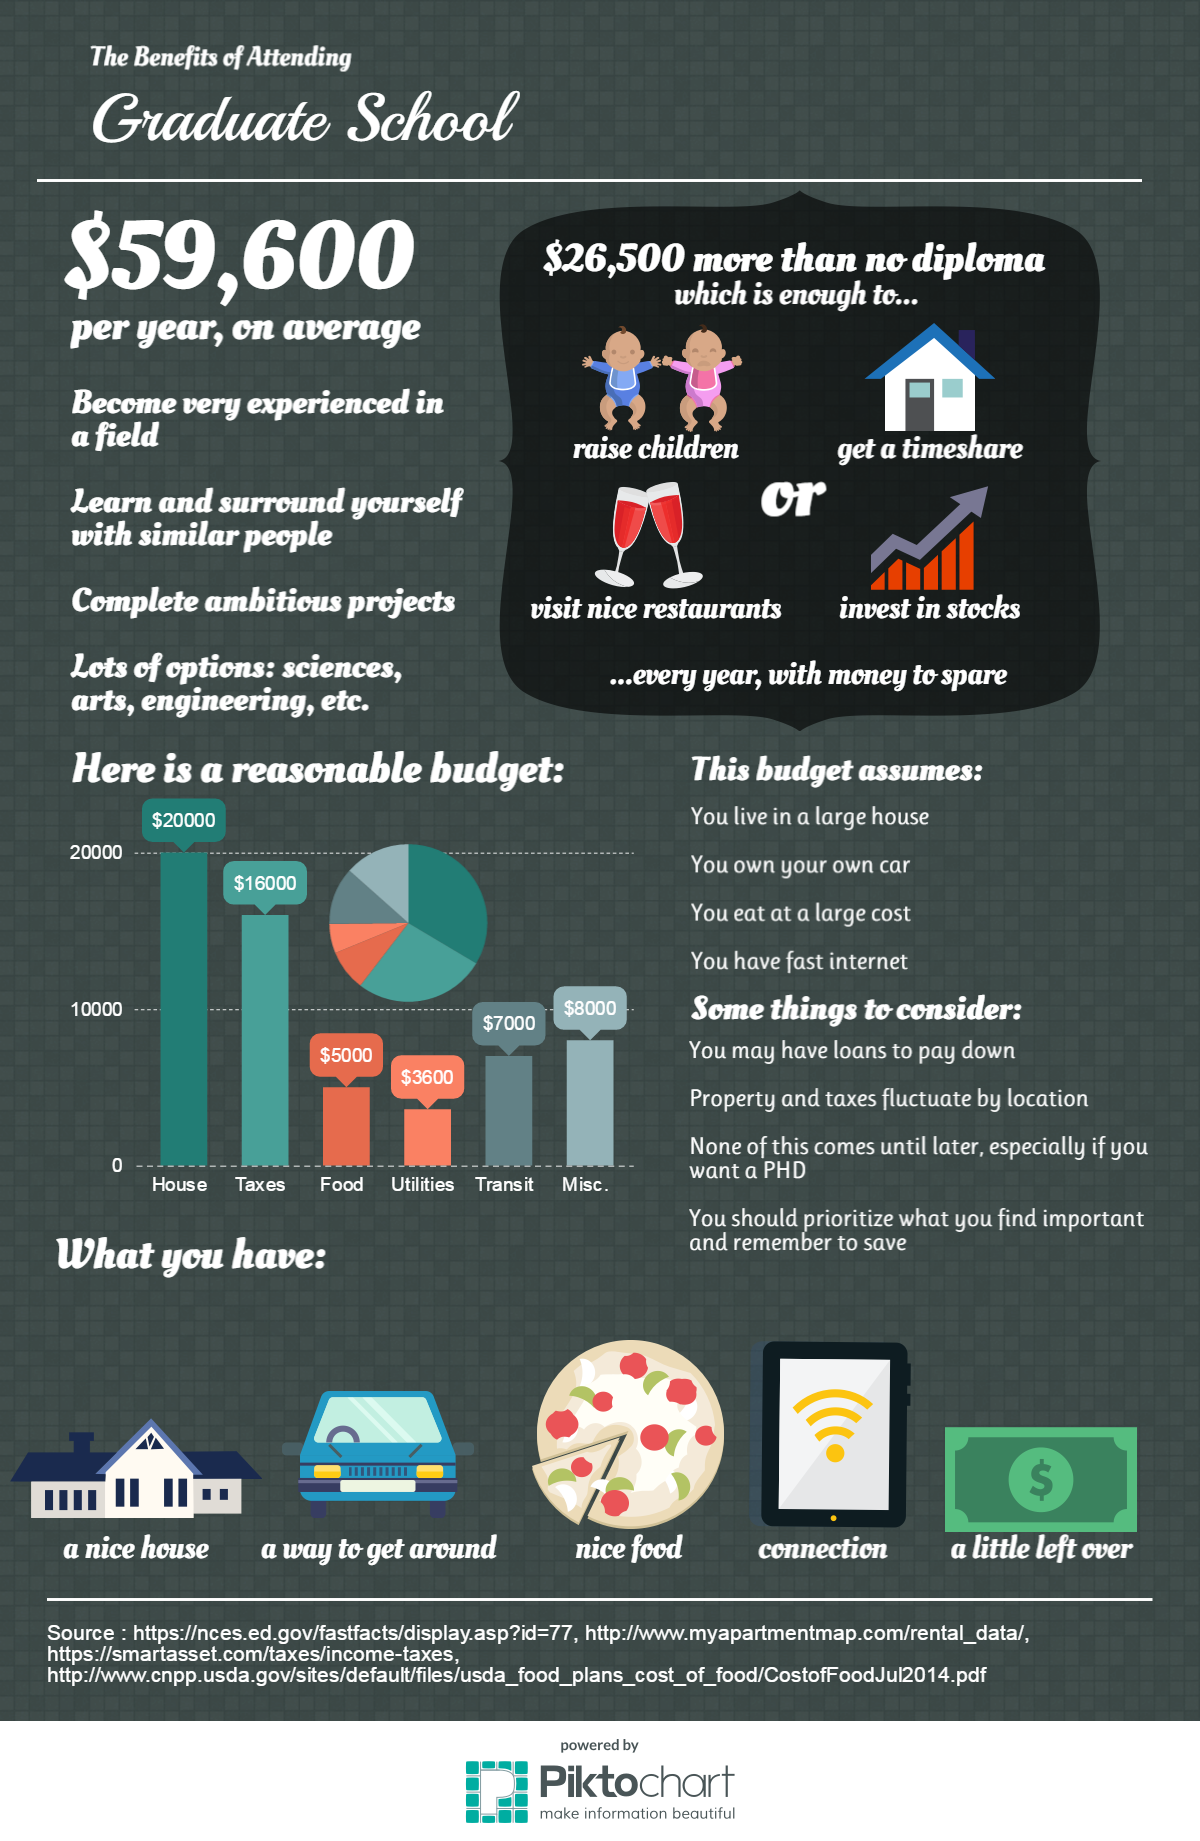 The Benefits of Attending
Graduate School
$59,600
per year, on average
Become very experienced in
a field
Learn and surround yourself
with similar people
Complete ambitious projects
Lots of options: sciences,
arts, engineering, etc.
$26,500 more than no diploma
which is enough to...
raise children
get a timeshare
or
visit nice restaurants
invest in stocks
...every year, with money to spare
Here is a reasonable budget:
$20000
20000
$16000
10000
$5000
$3600
$7000
$8000
0
House Taxes Food Utilities Transit Misc.
This budget assumes:
You live in a large house
You own your own car
You eat at a large cost
You have fast internet
Some things to consider:
You may have loans to pay down
Property and taxes fluctuate by location
None of this comes until later, especially if you
want a PHD
You should prioritize what you find important
and remember to save
What you have:
$
a nice house
a way to get around
nice food
connection
a little left over
Source : https://nces.ed.gov/fastfacts/display.asp?id=77, http://www.myapartmentmap.com/rental_data/,
https://smartasset.com/taxes/income-taxes,
http://www.cnpp.usda.gov/sites/default/files/usda_food_plans_cost_of_food/CostofFoodJul2014.pdf
powered by
Piktochart
make information beautiful